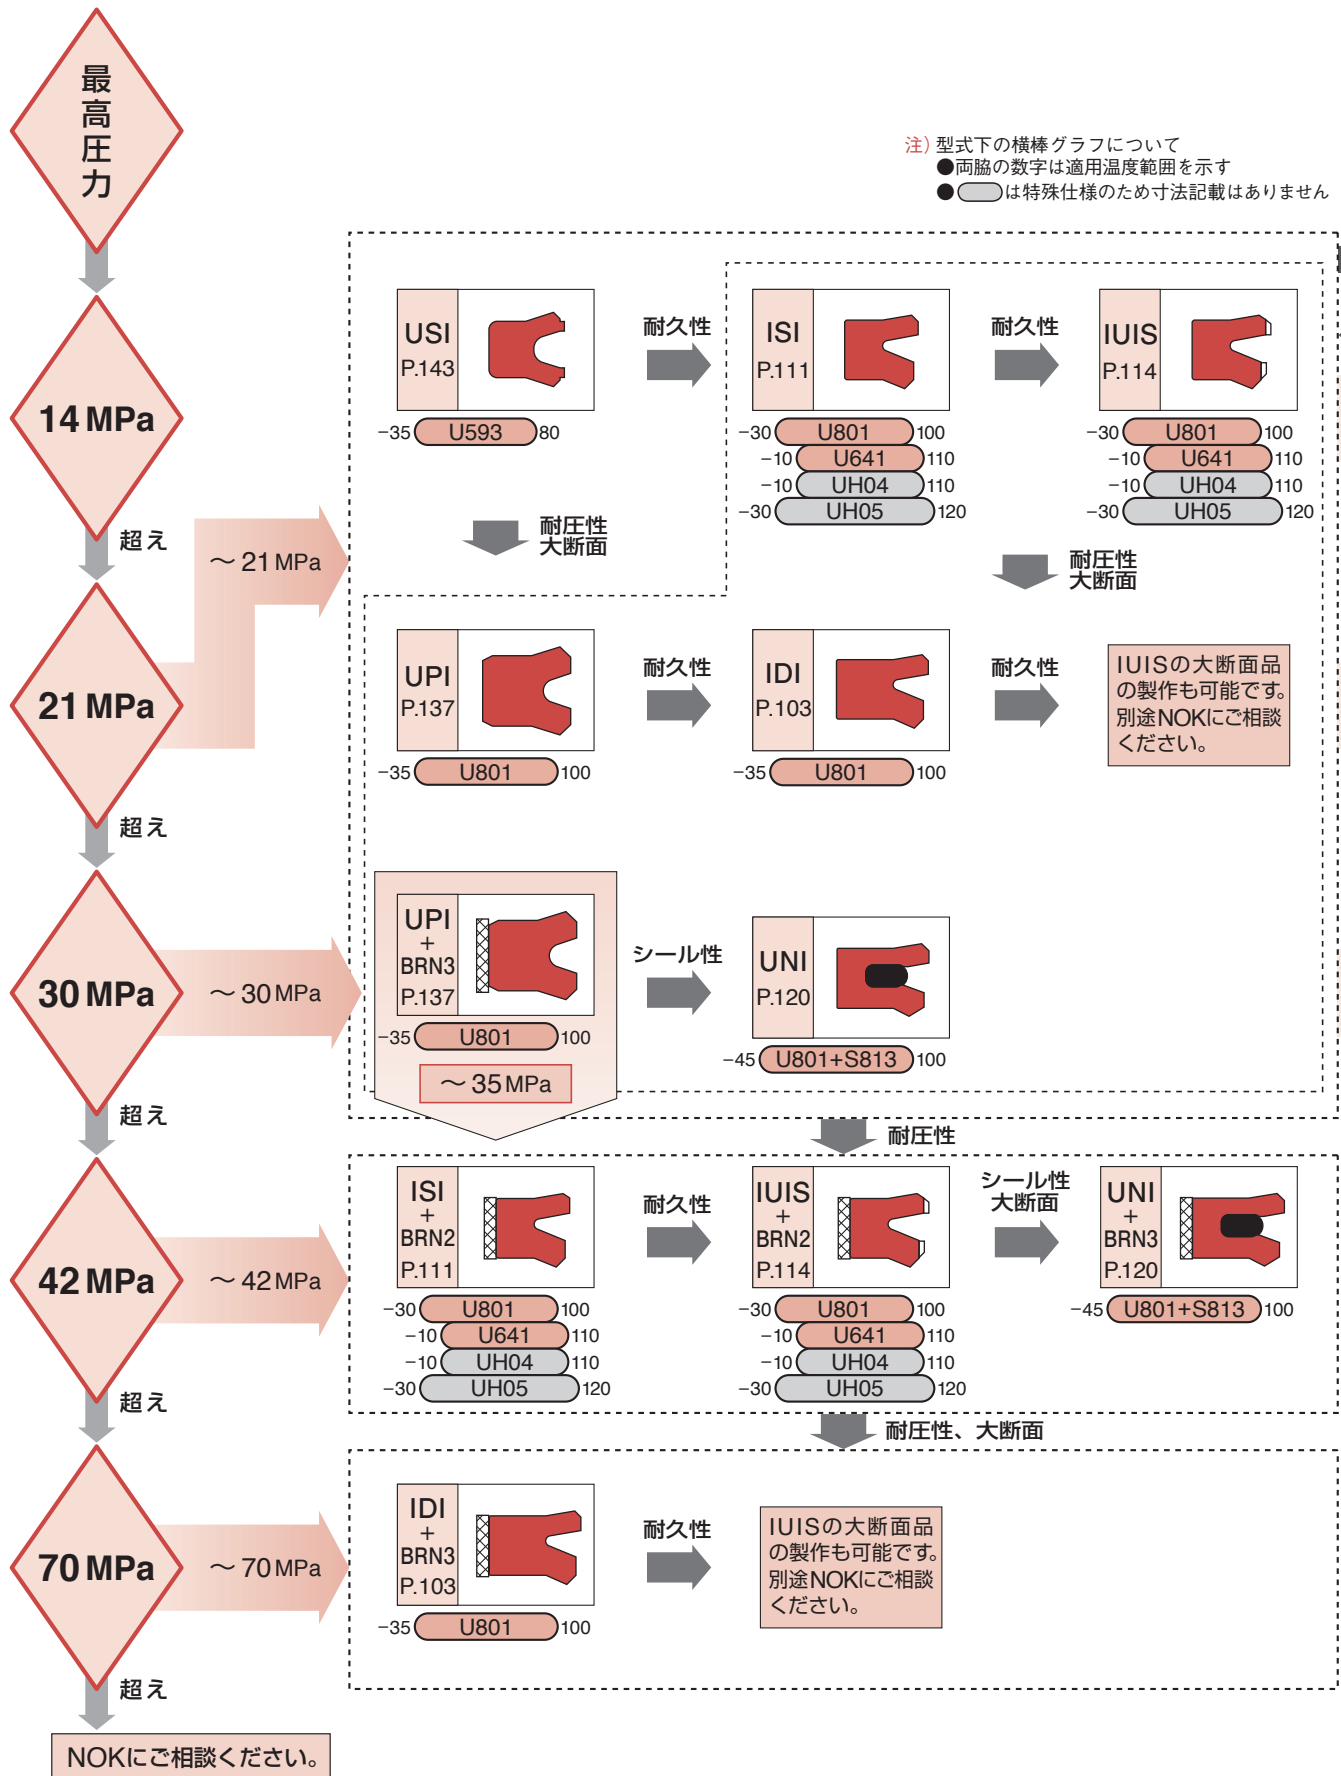 最高圧力
注) 型式下の横棒グラフについて
●両脇の数字は適用温度範囲を示す
●　　は特殊仕様のため寸法記載はありません
14 MPa
超え
～ 21 MPa
USI
P.143
−35 U593 80
耐久性
ISI
P.111
−30 U801 100
−10 U641 110
−10 UH04 110
−30 UH05 120
耐久性
IUIS
P.114
−30 U801 100
−10 U641 110
−10 UH04 110
−30 UH05 120
耐圧性
大断面
耐圧性
大断面
21 MPa
超え
UPI
P.137
−35 U801 100
耐久性
IDI
P.103
−35 U801 100
耐久性
IUISの大断面品
の製作も可能です。
別途NOKにご相談
ください。
30 MPa
超え
～ 30 MPa
UPI
+
BRN3
P.137
−35 U801 100
～ 35 MPa
シール性
UNI
P.120
−45 U801+S813 100
耐圧性
42 MPa
超え
～ 42 MPa
ISI
+
BRN2
P.111
−30 U801 100
−10 U641 110
−10 UH04 110
−30 UH05 120
耐久性
IUIS
+
BRN2
P.114
−30 U801 100
−10 U641 110
−10 UH04 110
−30 UH05 120
シール性
大断面
UNI
+
BRN3
P.120
−45 U801+S813 100
耐圧性、大断面
70 MPa
超え
～ 70 MPa
IDI
+
BRN3
P.103
−35 U801 100
耐久性
IUISの大断面品
の製作も可能です。
別途NOKにご相談
ください。
NOKにご相談ください。